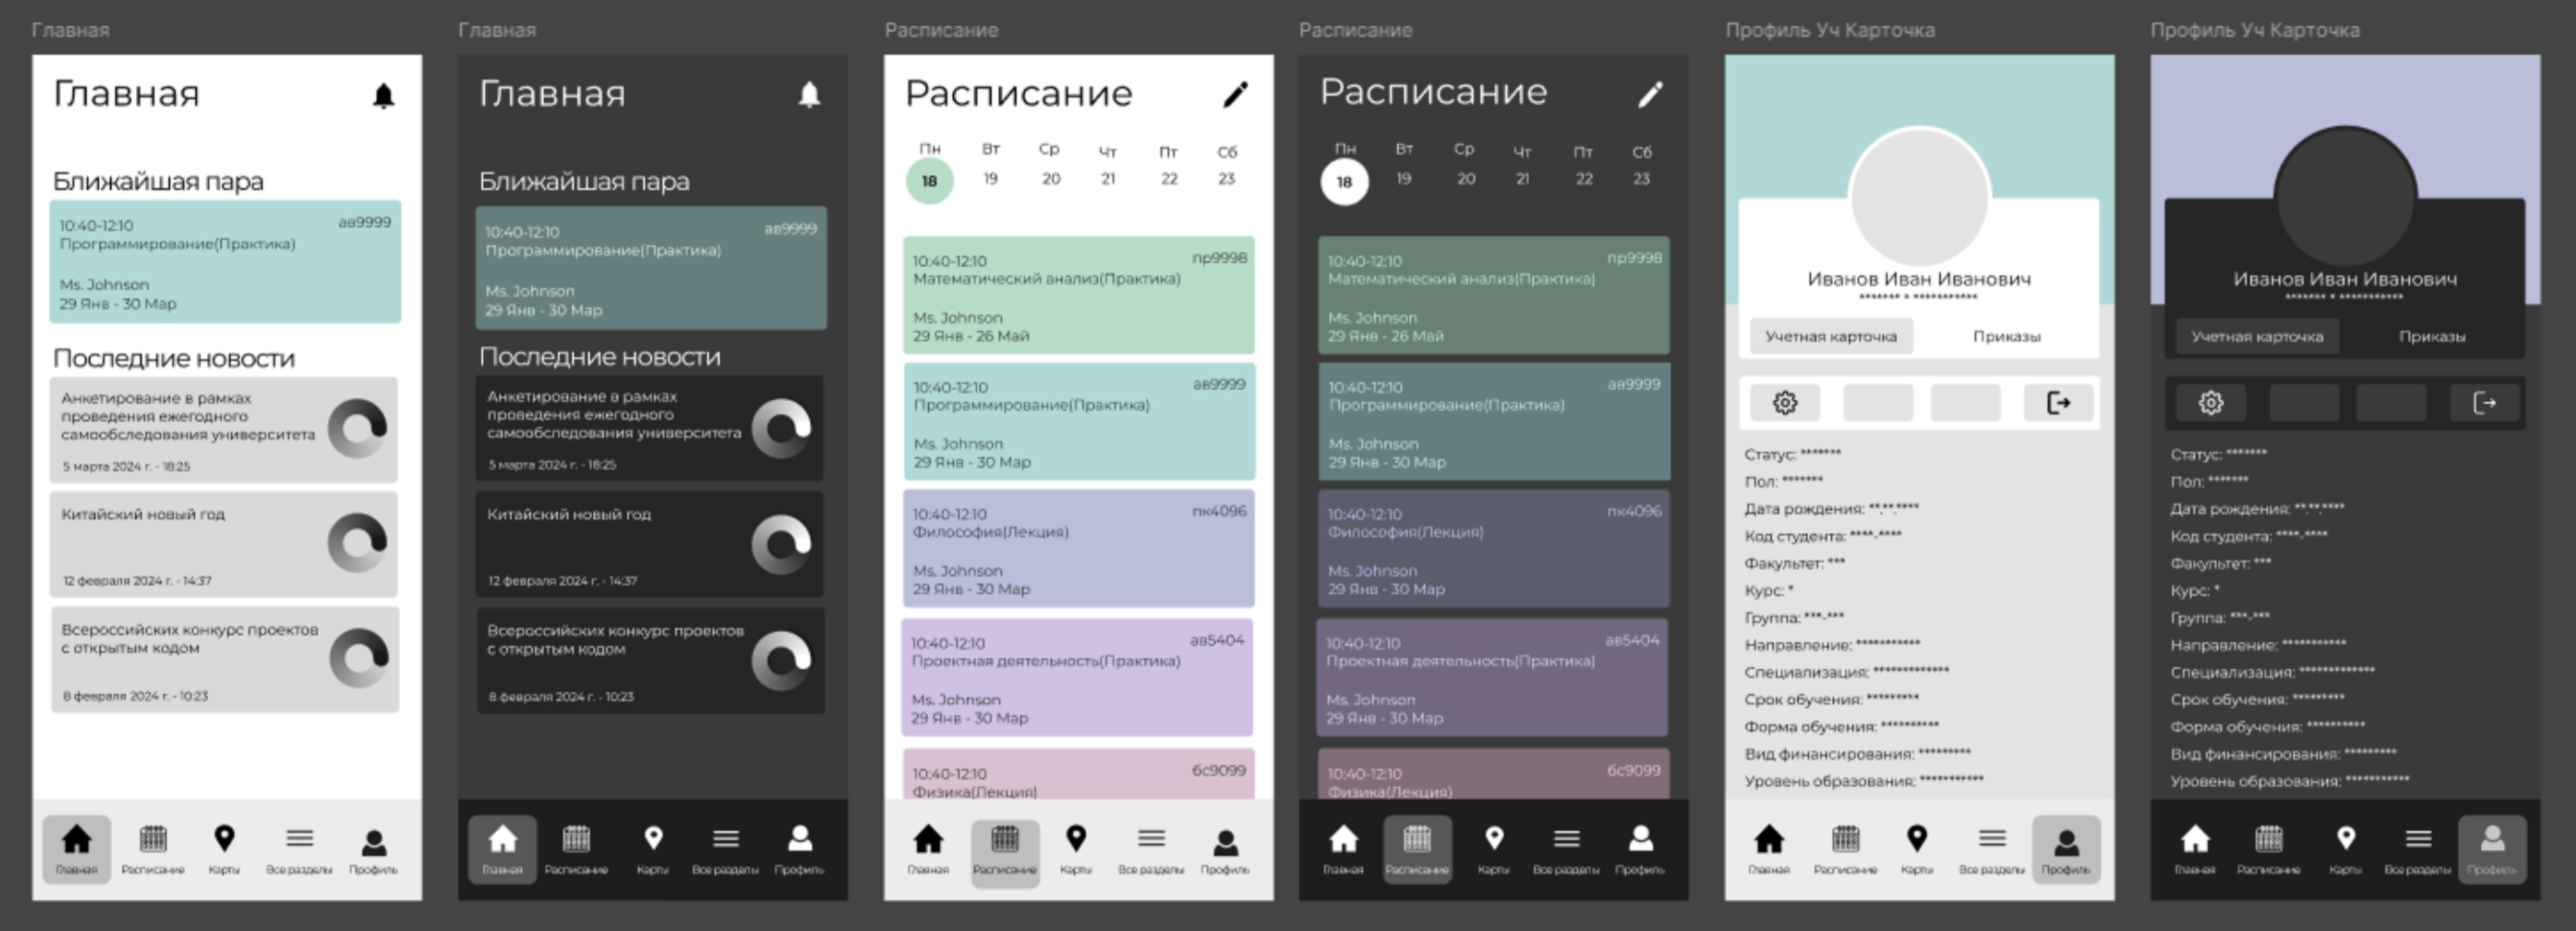 Главная
Главная
Ближайшая пара
10:40-12:10
ав9999
Программирование(Практика)
Ms. Johnson
29 Янв - 30 Мар
Последние новости
Анкетирование в рамках
проведения ежегодного
самообследования университета
5 марта 2024 г. - 18:25
Китайский новый год
12 февраля 2024 г. - 14:37
Всероссийских конкурс проектов
с открытым кодом
8 февраля 2024 г. - 10:23
Главная
Расписание
Карты
Все разделы
Профиль
Главная
Главная
Ближайшая пара
10:40-12:10
ав9999
Программирование(Практика)
Ms. Johnson
29 Янв - 30 Мар
Последние новости
Анкетирование в рамках
проведения ежегодного
самообследования университета
5 марта 2024 г. - 18:25
Китайский новый год
12 февраля 2024 г. - 14:37
Всероссийских конкурс проектов
с открытым кодом
8 февраля 2024 г. - 10:23
Главная
Расписание
Карты
Все разделы
Профиль
Расписание
Расписание
Пн Вт Ср Чт Пт Сб
18 19 20 21 22 23
10:40-12:10
пр9998
Математический анализ(Практика)
Ms. Johnson
29 Янв - 26 Май
10:40-12:10
ав9999
Программирование(Практика)
Ms. Johnson
29 Янв - 30 Мар
10:40-12:10
пк4096
Философия(Лекция)
Ms. Johnson
29 Янв - 30 Мар
10:40-12:10
ав5404
Проектная деятельность(Практика)
Ms. Johnson
29 Янв - 30 Мар
10:40-12:10
бс9099
Физика(Лекция)
Главная
Расписание
Карты
Все разделы
Профиль
Расписание
Расписание
Пн Вт Ср Чт Пт Сб
18 19 20 21 22 23
10:40-12:10
пр9998
Математический анализ(Практика)
Ms. Johnson
29 Янв - 26 Май
10:40-12:10
ав9999
Программирование(Практика)
Ms. Johnson
29 Янв - 30 Мар
10:40-12:10
пк4096
Философия(Лекция)
Ms. Johnson
29 Янв - 30 Мар
10:40-12:10
ав5404
Проектная деятельность(Практика)
Ms. Johnson
29 Янв - 30 Мар
10:40-12:10
бс9099
Физика(Лекция)
Главная
Расписание
Карты
Все разделы
Профиль
Профиль Уч Карточка
Иванов Иван Иванович
******* * ***********
Учетная карточка
Приказы
Статус: *******
Пол: *******
Дата рождения: **.**.****
Код студента: ****-****
Факультет: ***
Курс: *
Группа: ***-***
Направление: ***********
Специализация: *************
Срок обучения: *********
Форма обучения: **********
Вид финансирования: *********
Уровень образования: ***********
Главная
Расписание
Карты
Все разделы
Профиль
Профиль Уч Карточка
Иванов Иван Иванович
******* * ***********
Учетная карточка
Приказы
Статус: *******
Пол: *******
Дата рождения: **.**.****
Код студента: ****-****
Факультет: ***
Курс: *
Группа: ***-***
Направление: ***********
Специализация: *************
Срок обучения: *********
Форма обучения: **********
Вид финансирования: *********
Уровень образования: ***********
Главная
Расписание
Карты
Все разделы
Профиль